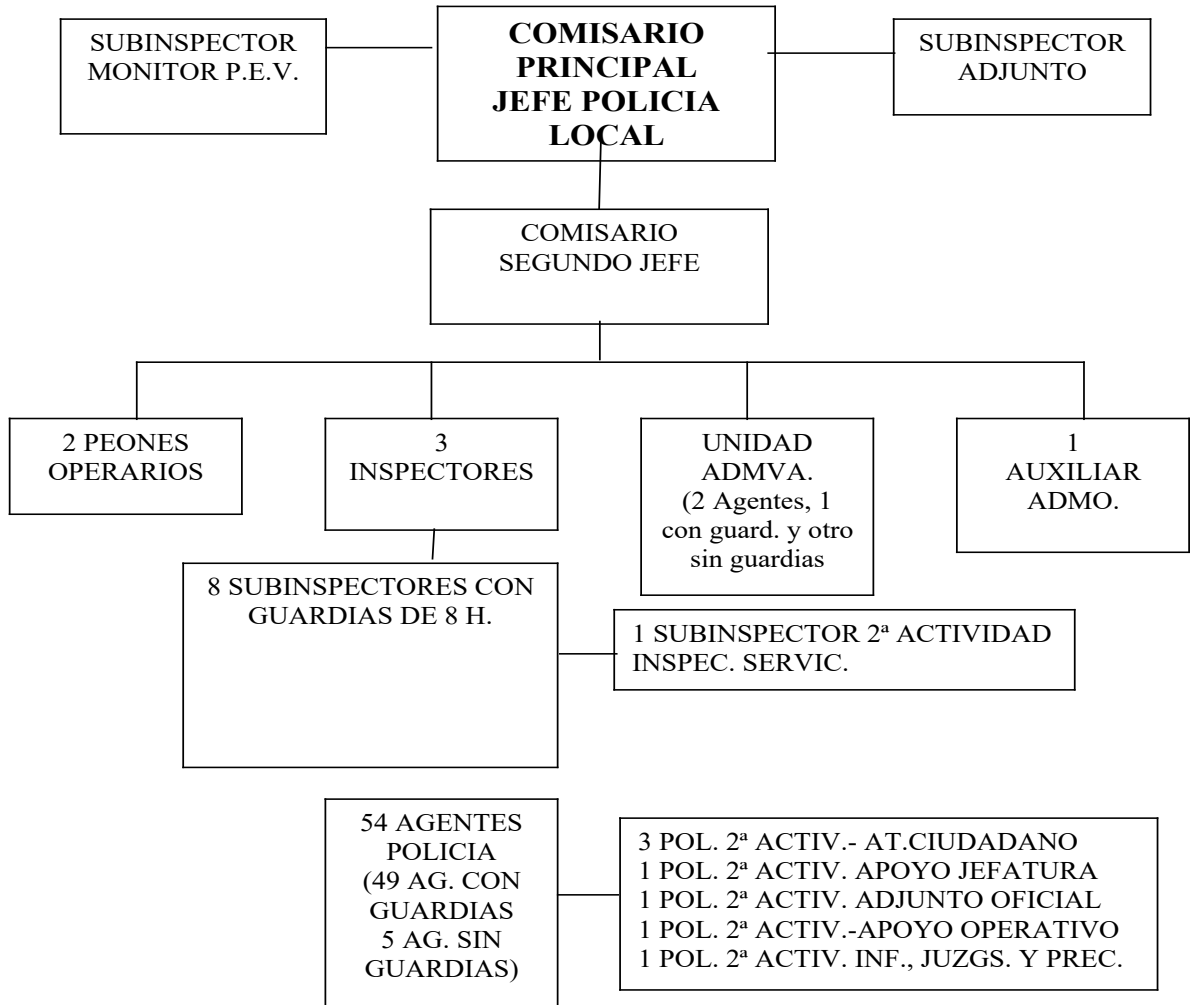 SUBINSPECTOR
MONITOR P.E.V.
COMISARIO
PRINCIPAL
JEFE POLICIA
LOCAL
SUBINSPECTOR
ADJUNTO
COMISARIO
SEGUNDO JEFE
2 PEONES
OPERARIOS
3
INSPECTORES
UNIDAD
ADMVA.
(2 Agentes, 1
con guard. y otro
sin guardias
1
AUXILIAR
ADMO.
8 SUBINSPECTORES CON
GUARDIAS DE 8 H.
1 SUBINSPECTOR 2ª ACTIVIDAD
INSPEC. SERVIC.
54 AGENTES
POLICIA
(49 AG. CON
GUARDIAS
5 AG. SIN
GUARDIAS)
3 POL. 2ª ACTIV.- AT.CIUDADANO
1 POL. 2ª ACTIV. APOYO JEFATURA
1 POL. 2ª ACTIV. ADJUNTO OFICIAL
1 POL. 2ª ACTIV.-APOYO OPERATIVO
1 POL. 2ª ACTIV. INF., JUZGS. Y PREC.